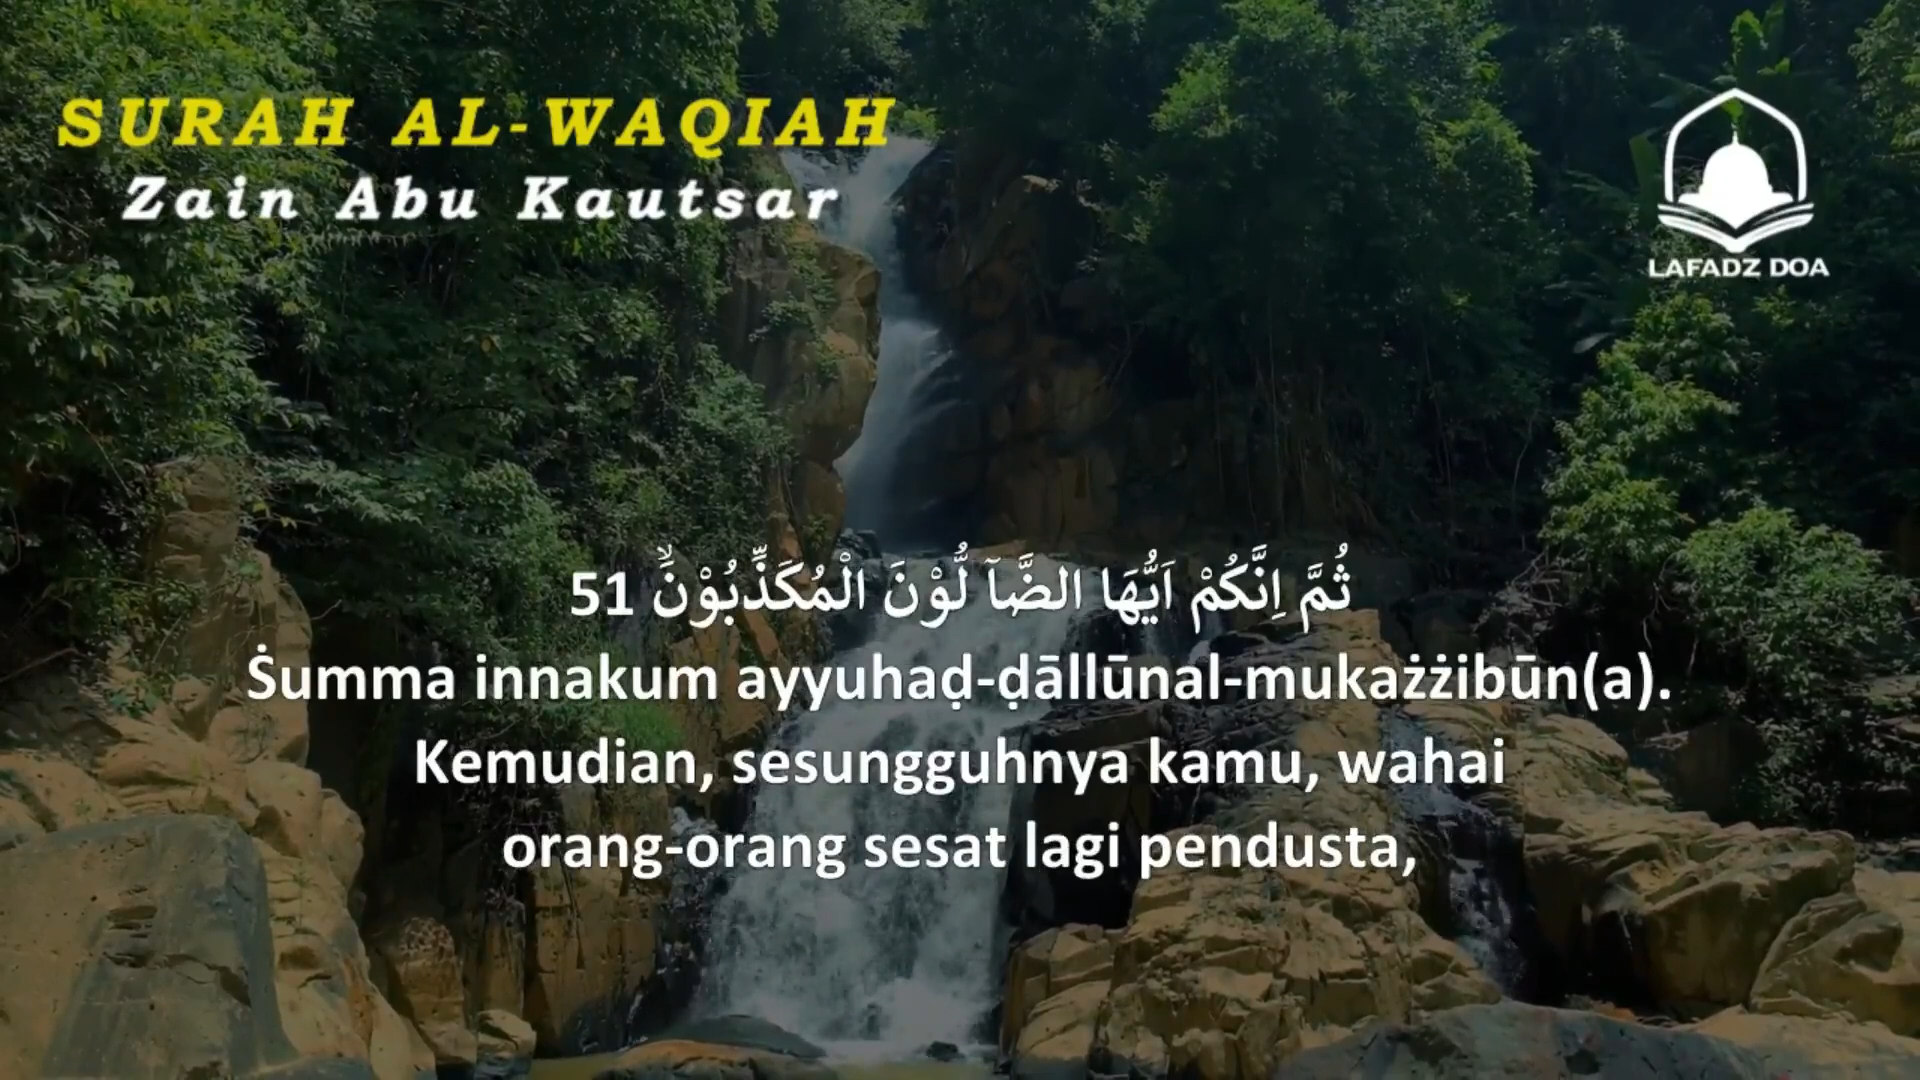 SURAH AL-WAQIAH
Zain Abu Kautsar
LAFADZ DOA
ثُمَّ اِنَّكُمْ اَيُّهَا الضَّاۤ لُّوْنَ الْمُكَذِّبُوْنَۙ 51
Ṡumma innakum ayyuhaḍ-ḍāllūnal-mukażżibūn(a).
Kemudian, sesungguhnya kamu, wahai
orang-orang sesat lagi pendusta,